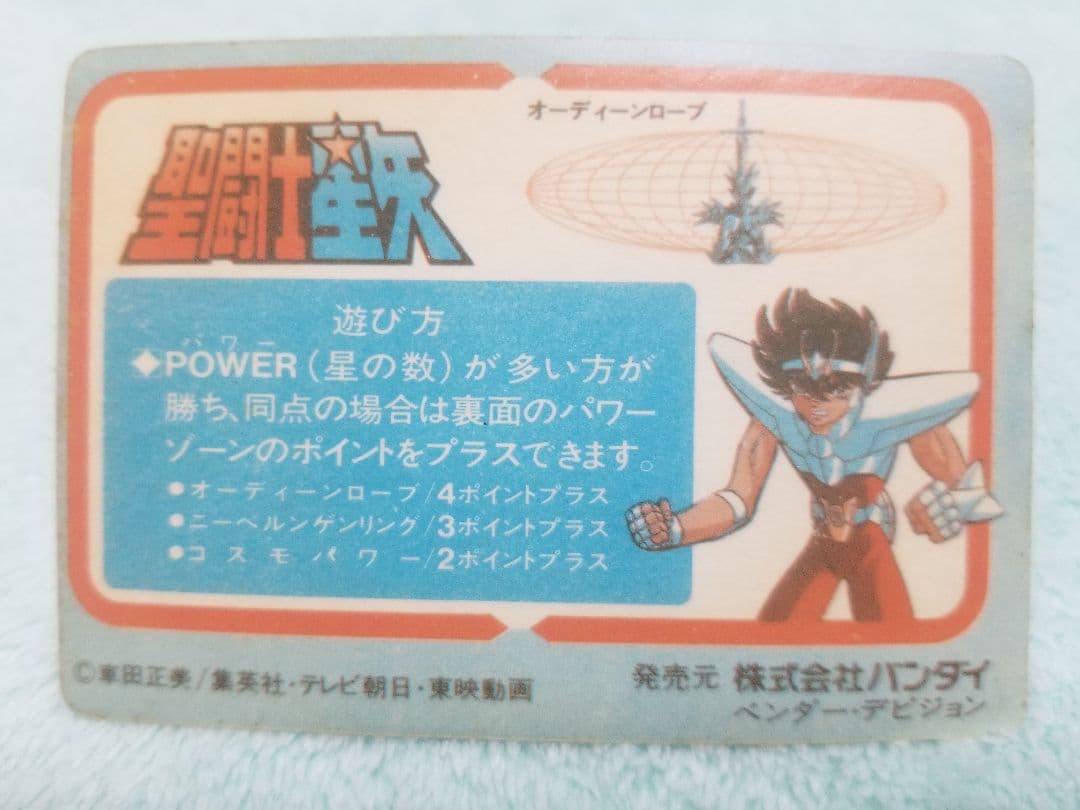 聖闘士星矢
オーディーンローブ
遊び方
パワー
◆POWER(星の数)が多い方が
勝ち、同点の場合は裏面のパワー
ゾーンのポイントをプラスできます。
●オーディーンローブ/4ポイントプラス
●ニーベルンゲンリング/3ポイントプラス
●コスモパワー/2ポイントプラス
©車田正美/集英社・テレビ朝日・東映動画
発売元 株式会社バンダイ
ベンダー・デビジョン